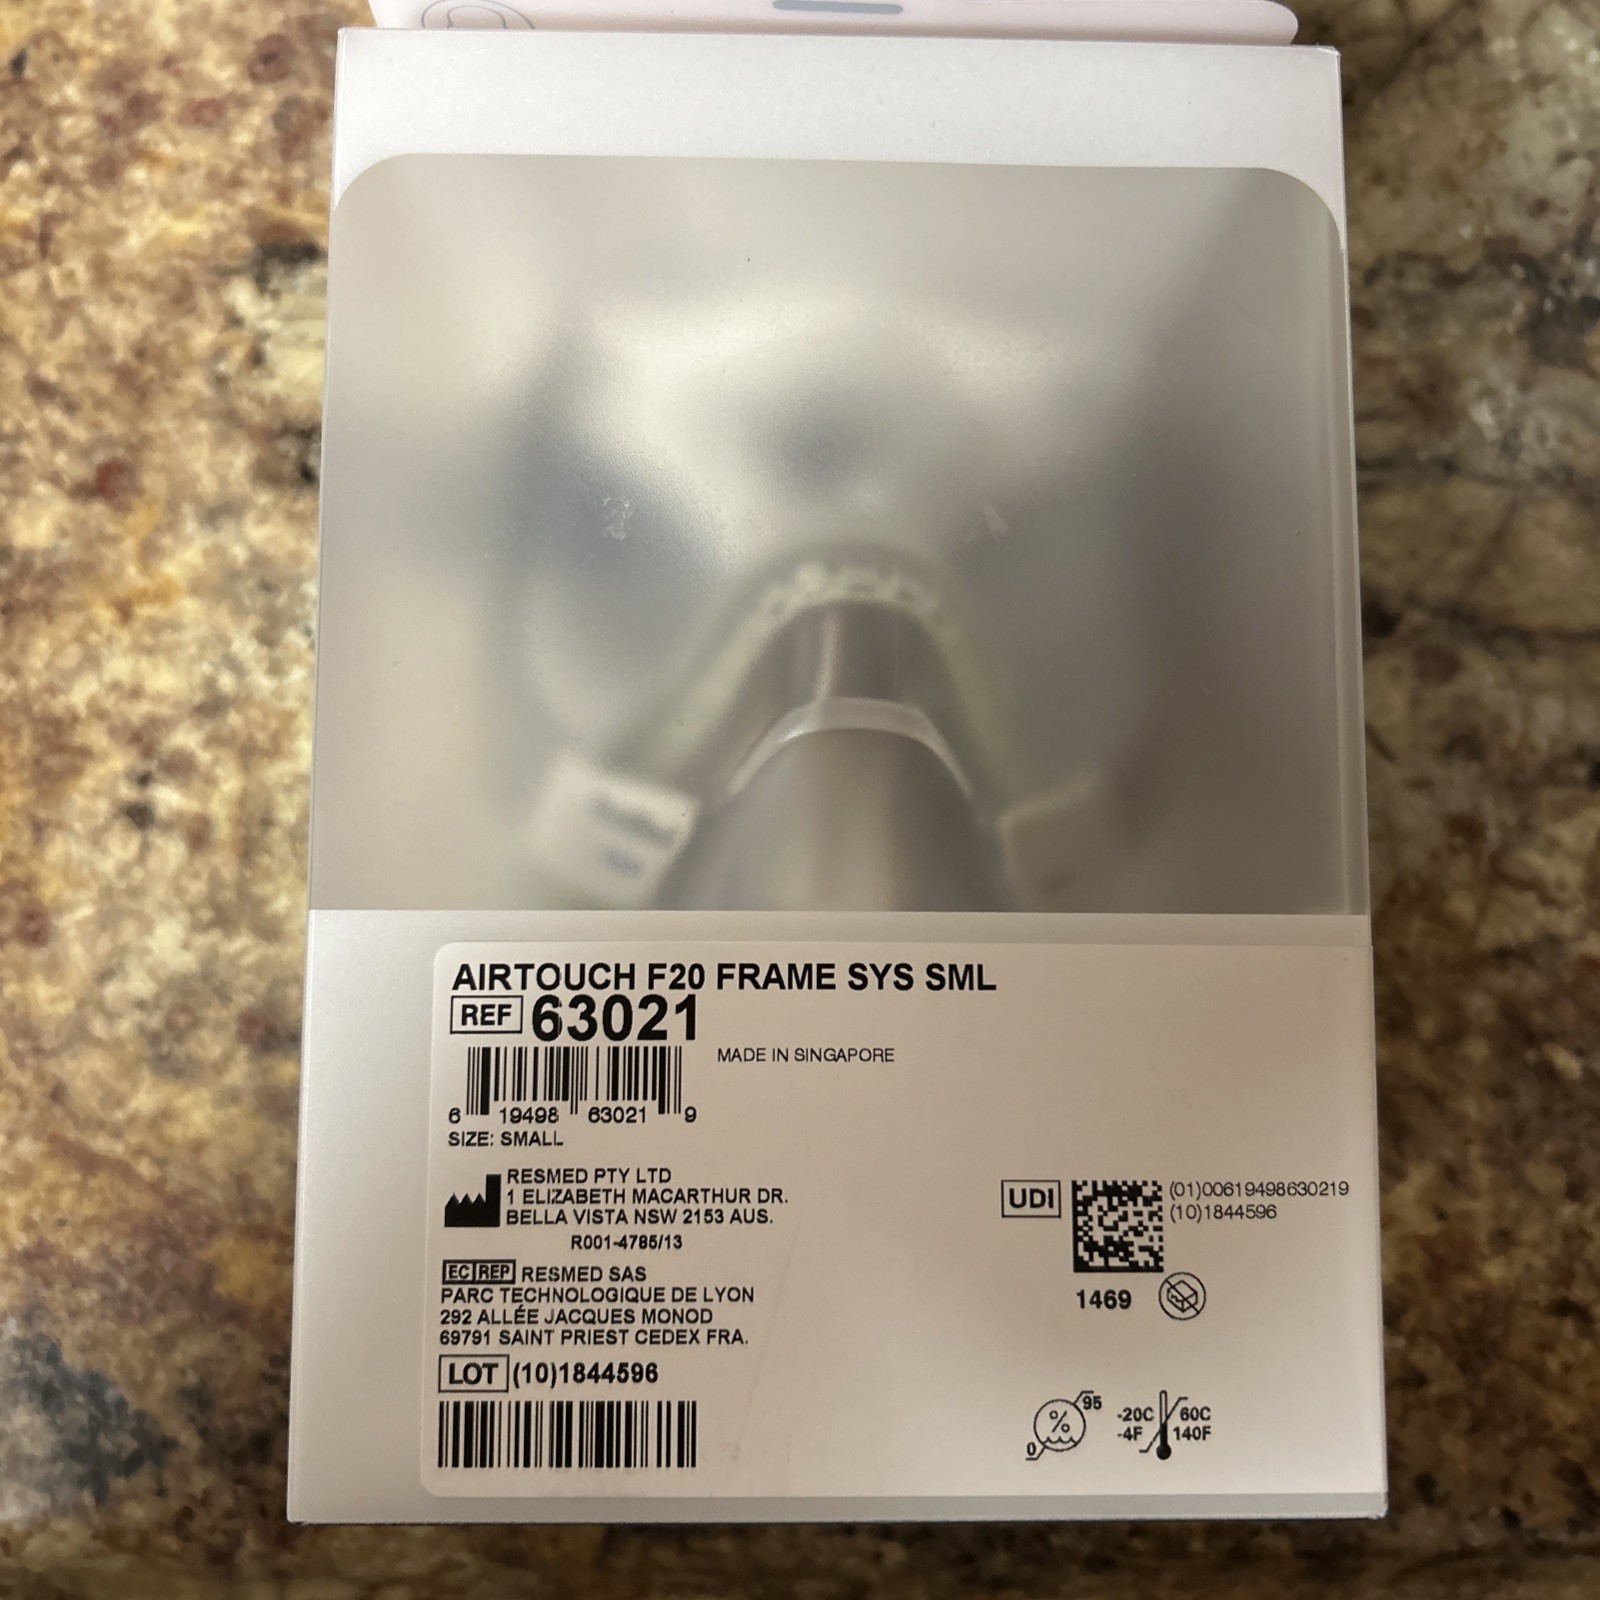 AIRTOUCH F20 FRAME SYS SML
REF 63021
MADE IN SINGAPORE
6 19498 63021 9
SIZE: SMALL
RESMED PTY LTD
1 ELIZABETH MACARTHUR DR.
BELLA VISTA NSW 2153 AUS.
R001-4785/13
EC REP RESMED SAS
PARC TECHNOLOGIQUE DE LYON
292 ALLÉE JACQUES MONOD
69791 SAINT PRIEST CEDEX FRA.
LOT (10)1844596
UDI (01)00619498630219
(10)1844596
1469
0 % 95
-20C 60C
-4F 140F